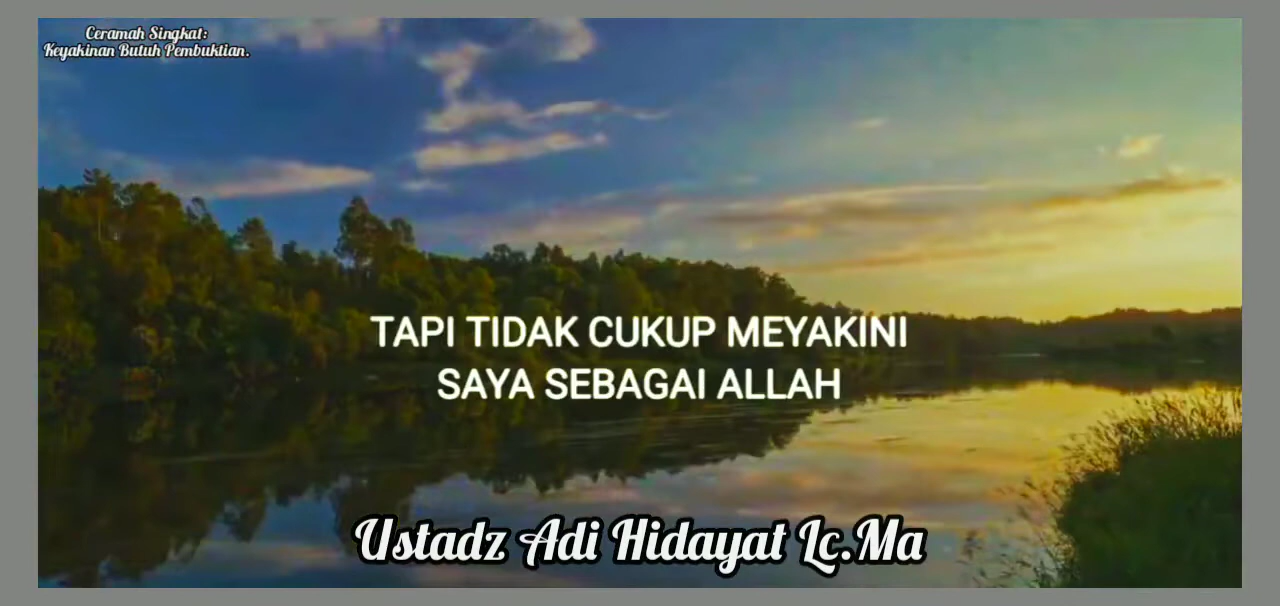 Ceramah Singkat:
Keyakinan Butuh Pembuktian.
TAPI TIDAK CUKUP MEYAKINI
SAYA SEBAGAI ALLAH
Ustadz Adi Hidayat Lc.Ma